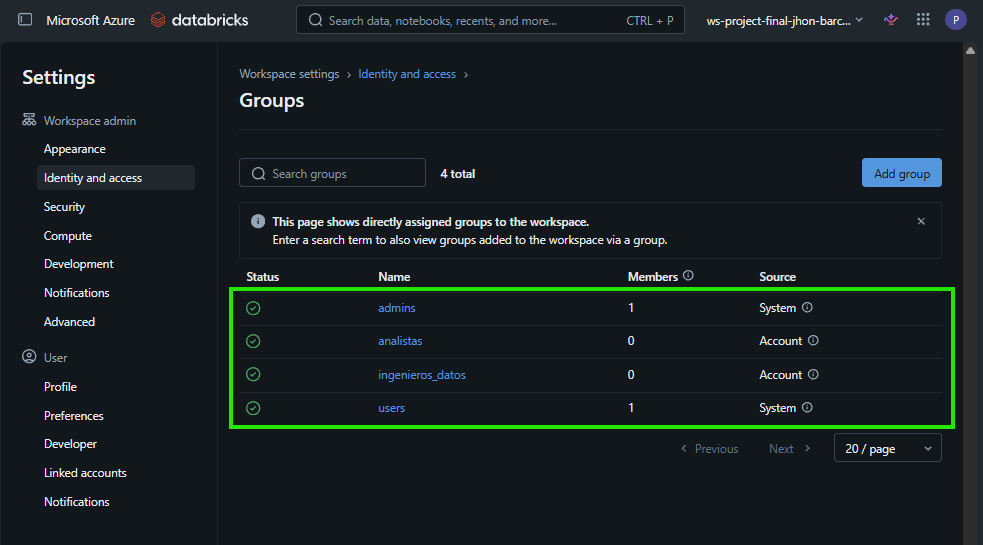 Microsoft Azure databricks Search data, notebooks, recents, and more... CTRL + P ws-project-final-jhon-barc... P
Settings
Workspace admin
Appearance
Identity and access
Security
Compute
Development
Notifications
Advanced
User
Profile
Preferences
Developer
Linked accounts
Notifications
Workspace settings › Identity and access ›
Groups
Search groups 4 total Add group
This page shows directly assigned groups to the workspace.
Enter a search term to also view groups added to the workspace via a group.
Status Name Members Source
admins 1 System
analistas 0 Account
ingenieros_datos 0 Account
users 1 System
Previous Next 20 / page